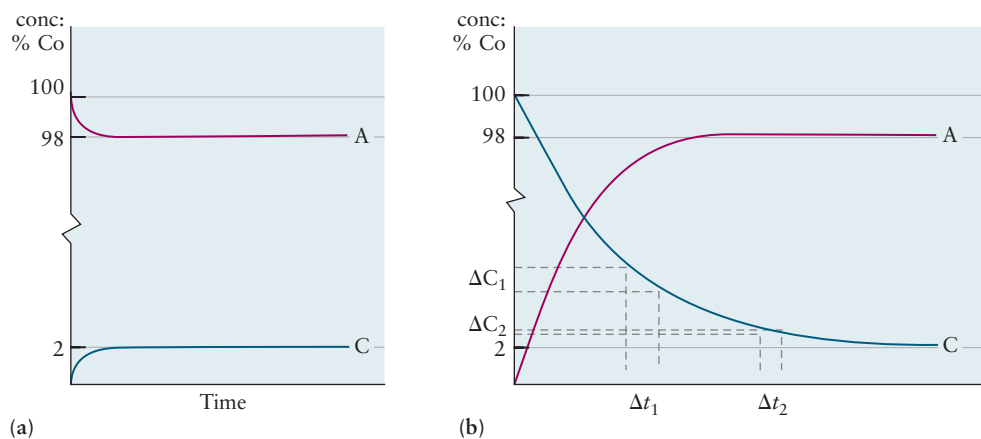 conc:
% Co
100
98
A
2
C
Time
(a)
conc:
% Co
100
98
A
ΔC₁
ΔC₂
2
C
Δt₁
Δt₂
(b)